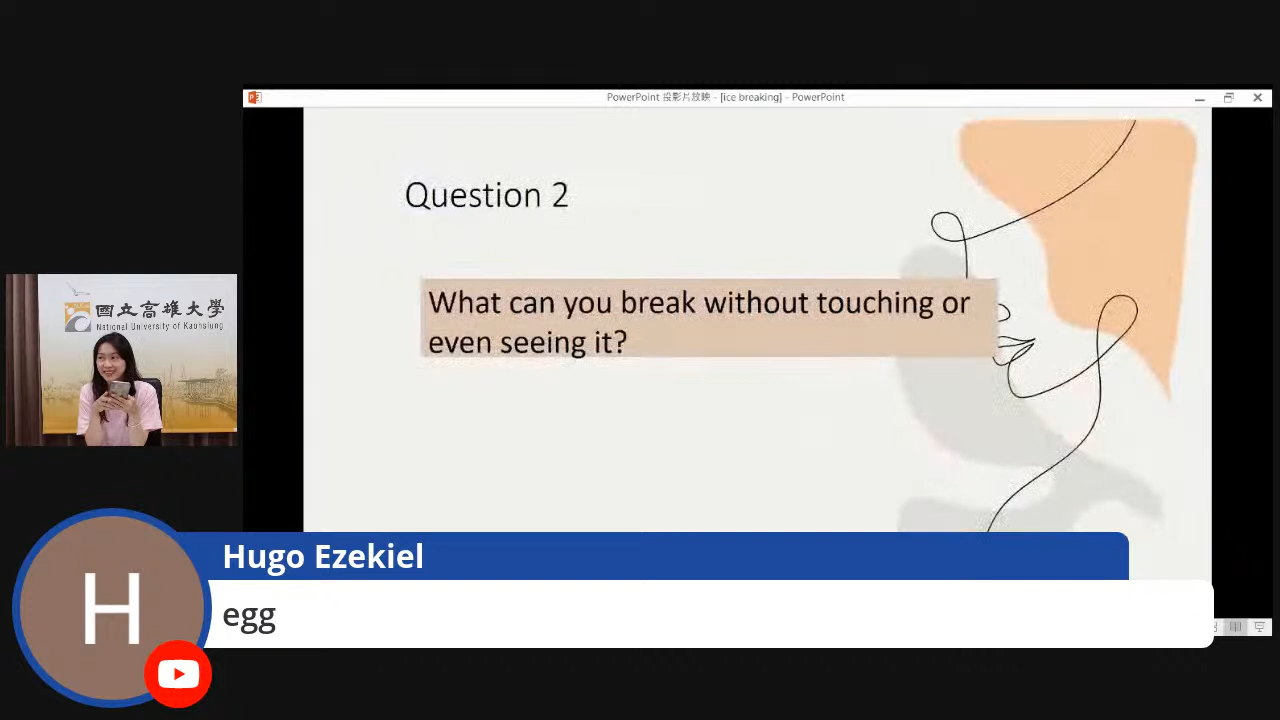 PowerPoint 投影片放映 - [ice breaking] - PowerPoint
Question 2
What can you break without touching or
even seeing it?
國立高雄大學
National University of Kaohsiung
H
Hugo Ezekiel
egg